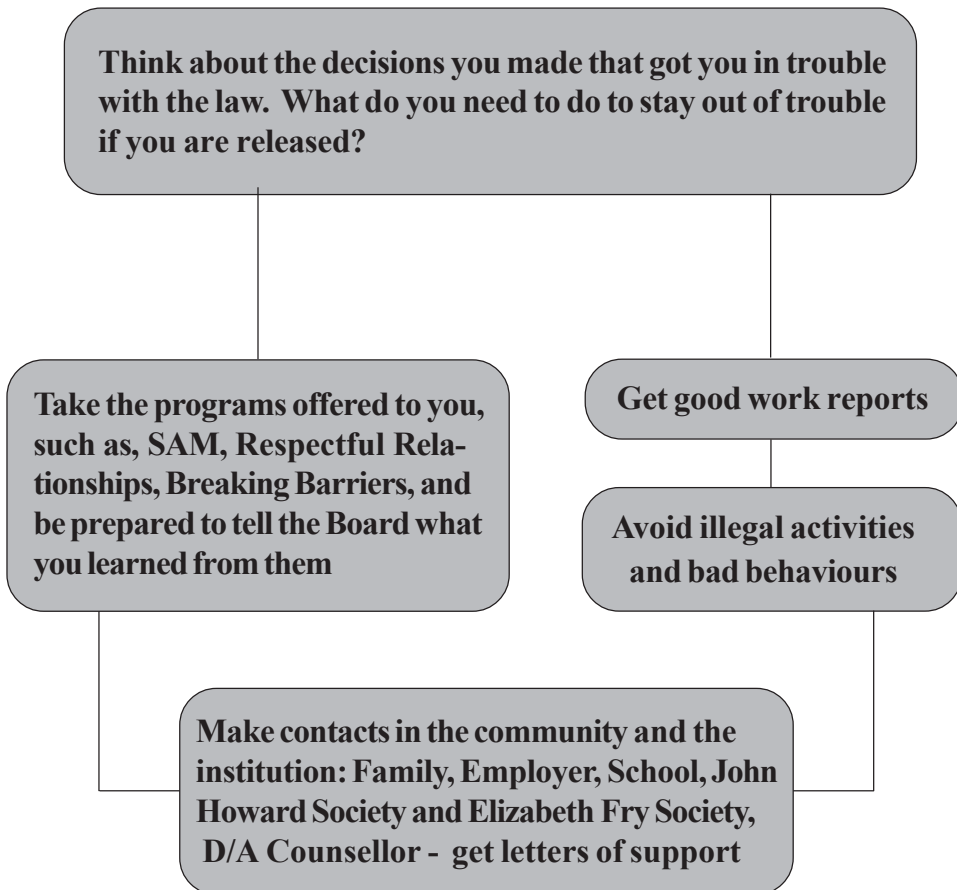 Think about the decisions you made that got you in trouble
with the law. What do you need to do to stay out of trouble
if you are released?
Take the programs offered to you,
such as, SAM, Respectful Rela-
tionships, Breaking Barriers, and
be prepared to tell the Board what
you learned from them
Get good work reports
Avoid illegal activities
and bad behaviours
Make contacts in the community and the
institution: Family, Employer, School, John
Howard Society and Elizabeth Fry Society,
D/A Counsellor - get letters of support